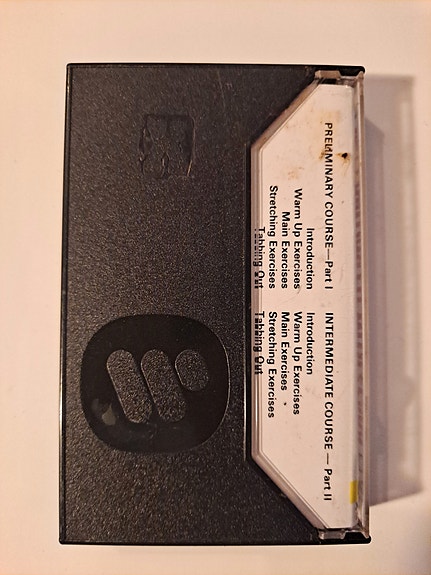 PRELIMINARY COURSE—Part I
Introduction
Warm Up Exercises
Main Exercises
Stretching Exercises
Tabbing Out
INTERMEDIATE COURSE — Part II
Introduction
Warm Up Exercises
Main Exercises
Stretching Exercises
Tabbing Out